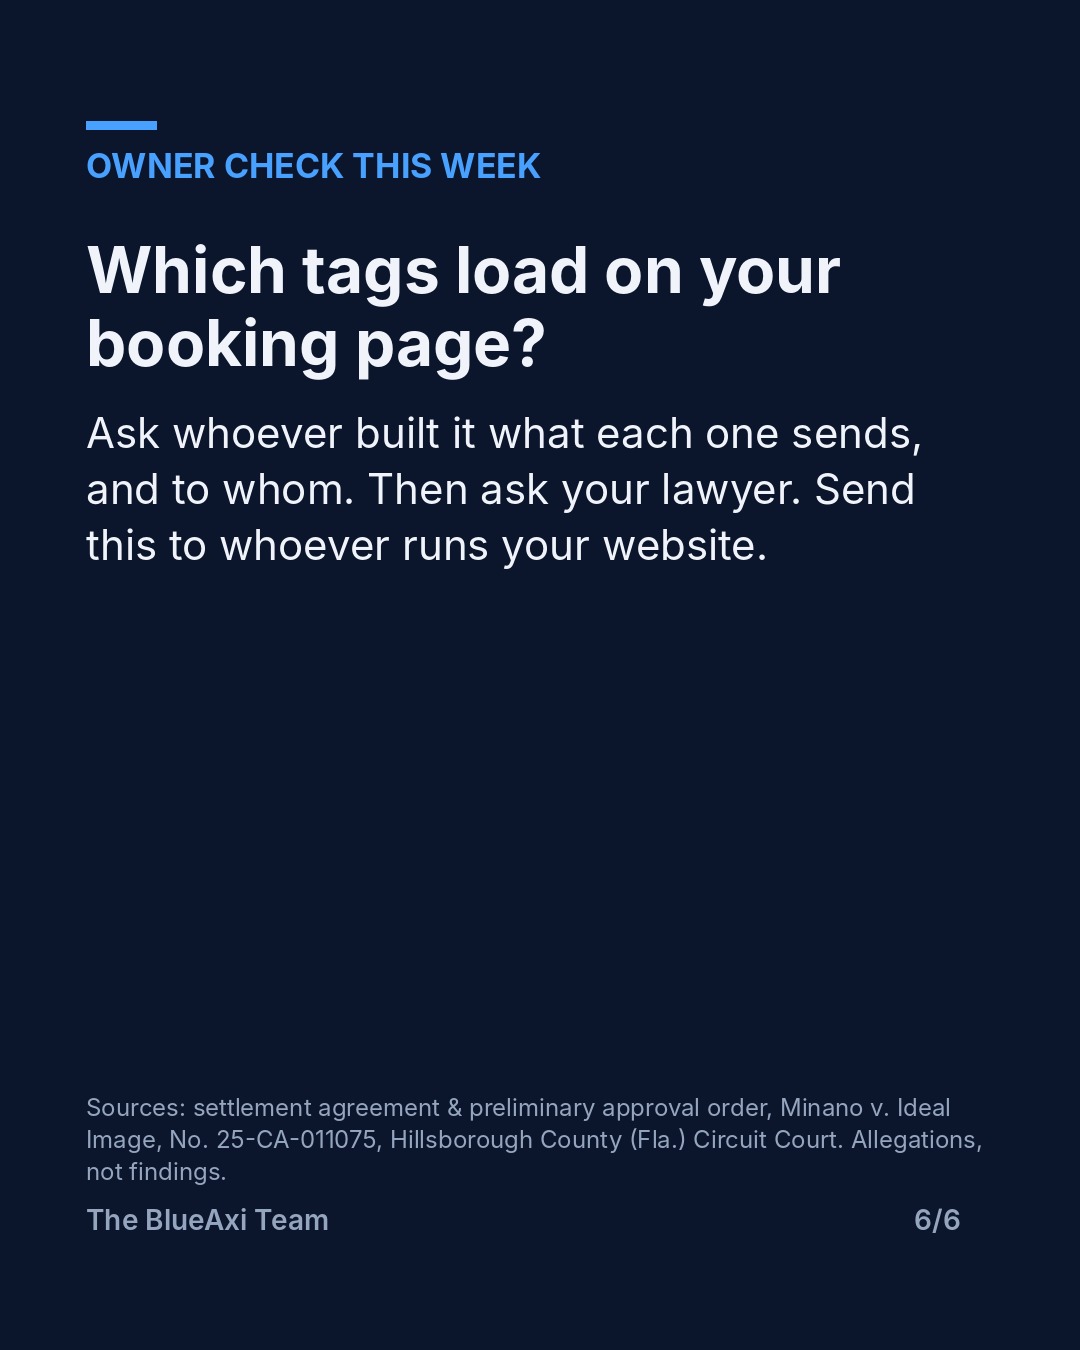 OWNER CHECK THIS WEEK
Which tags load on your
booking page?
Ask whoever built it what each one sends,
and to whom. Then ask your lawyer. Send
this to whoever runs your website.
Sources: settlement agreement & preliminary approval order, Minano v. Ideal
Image, No. 25-CA-011075, Hillsborough County (Fla.) Circuit Court. Allegations,
not findings.
The BlueAxi Team
6/6